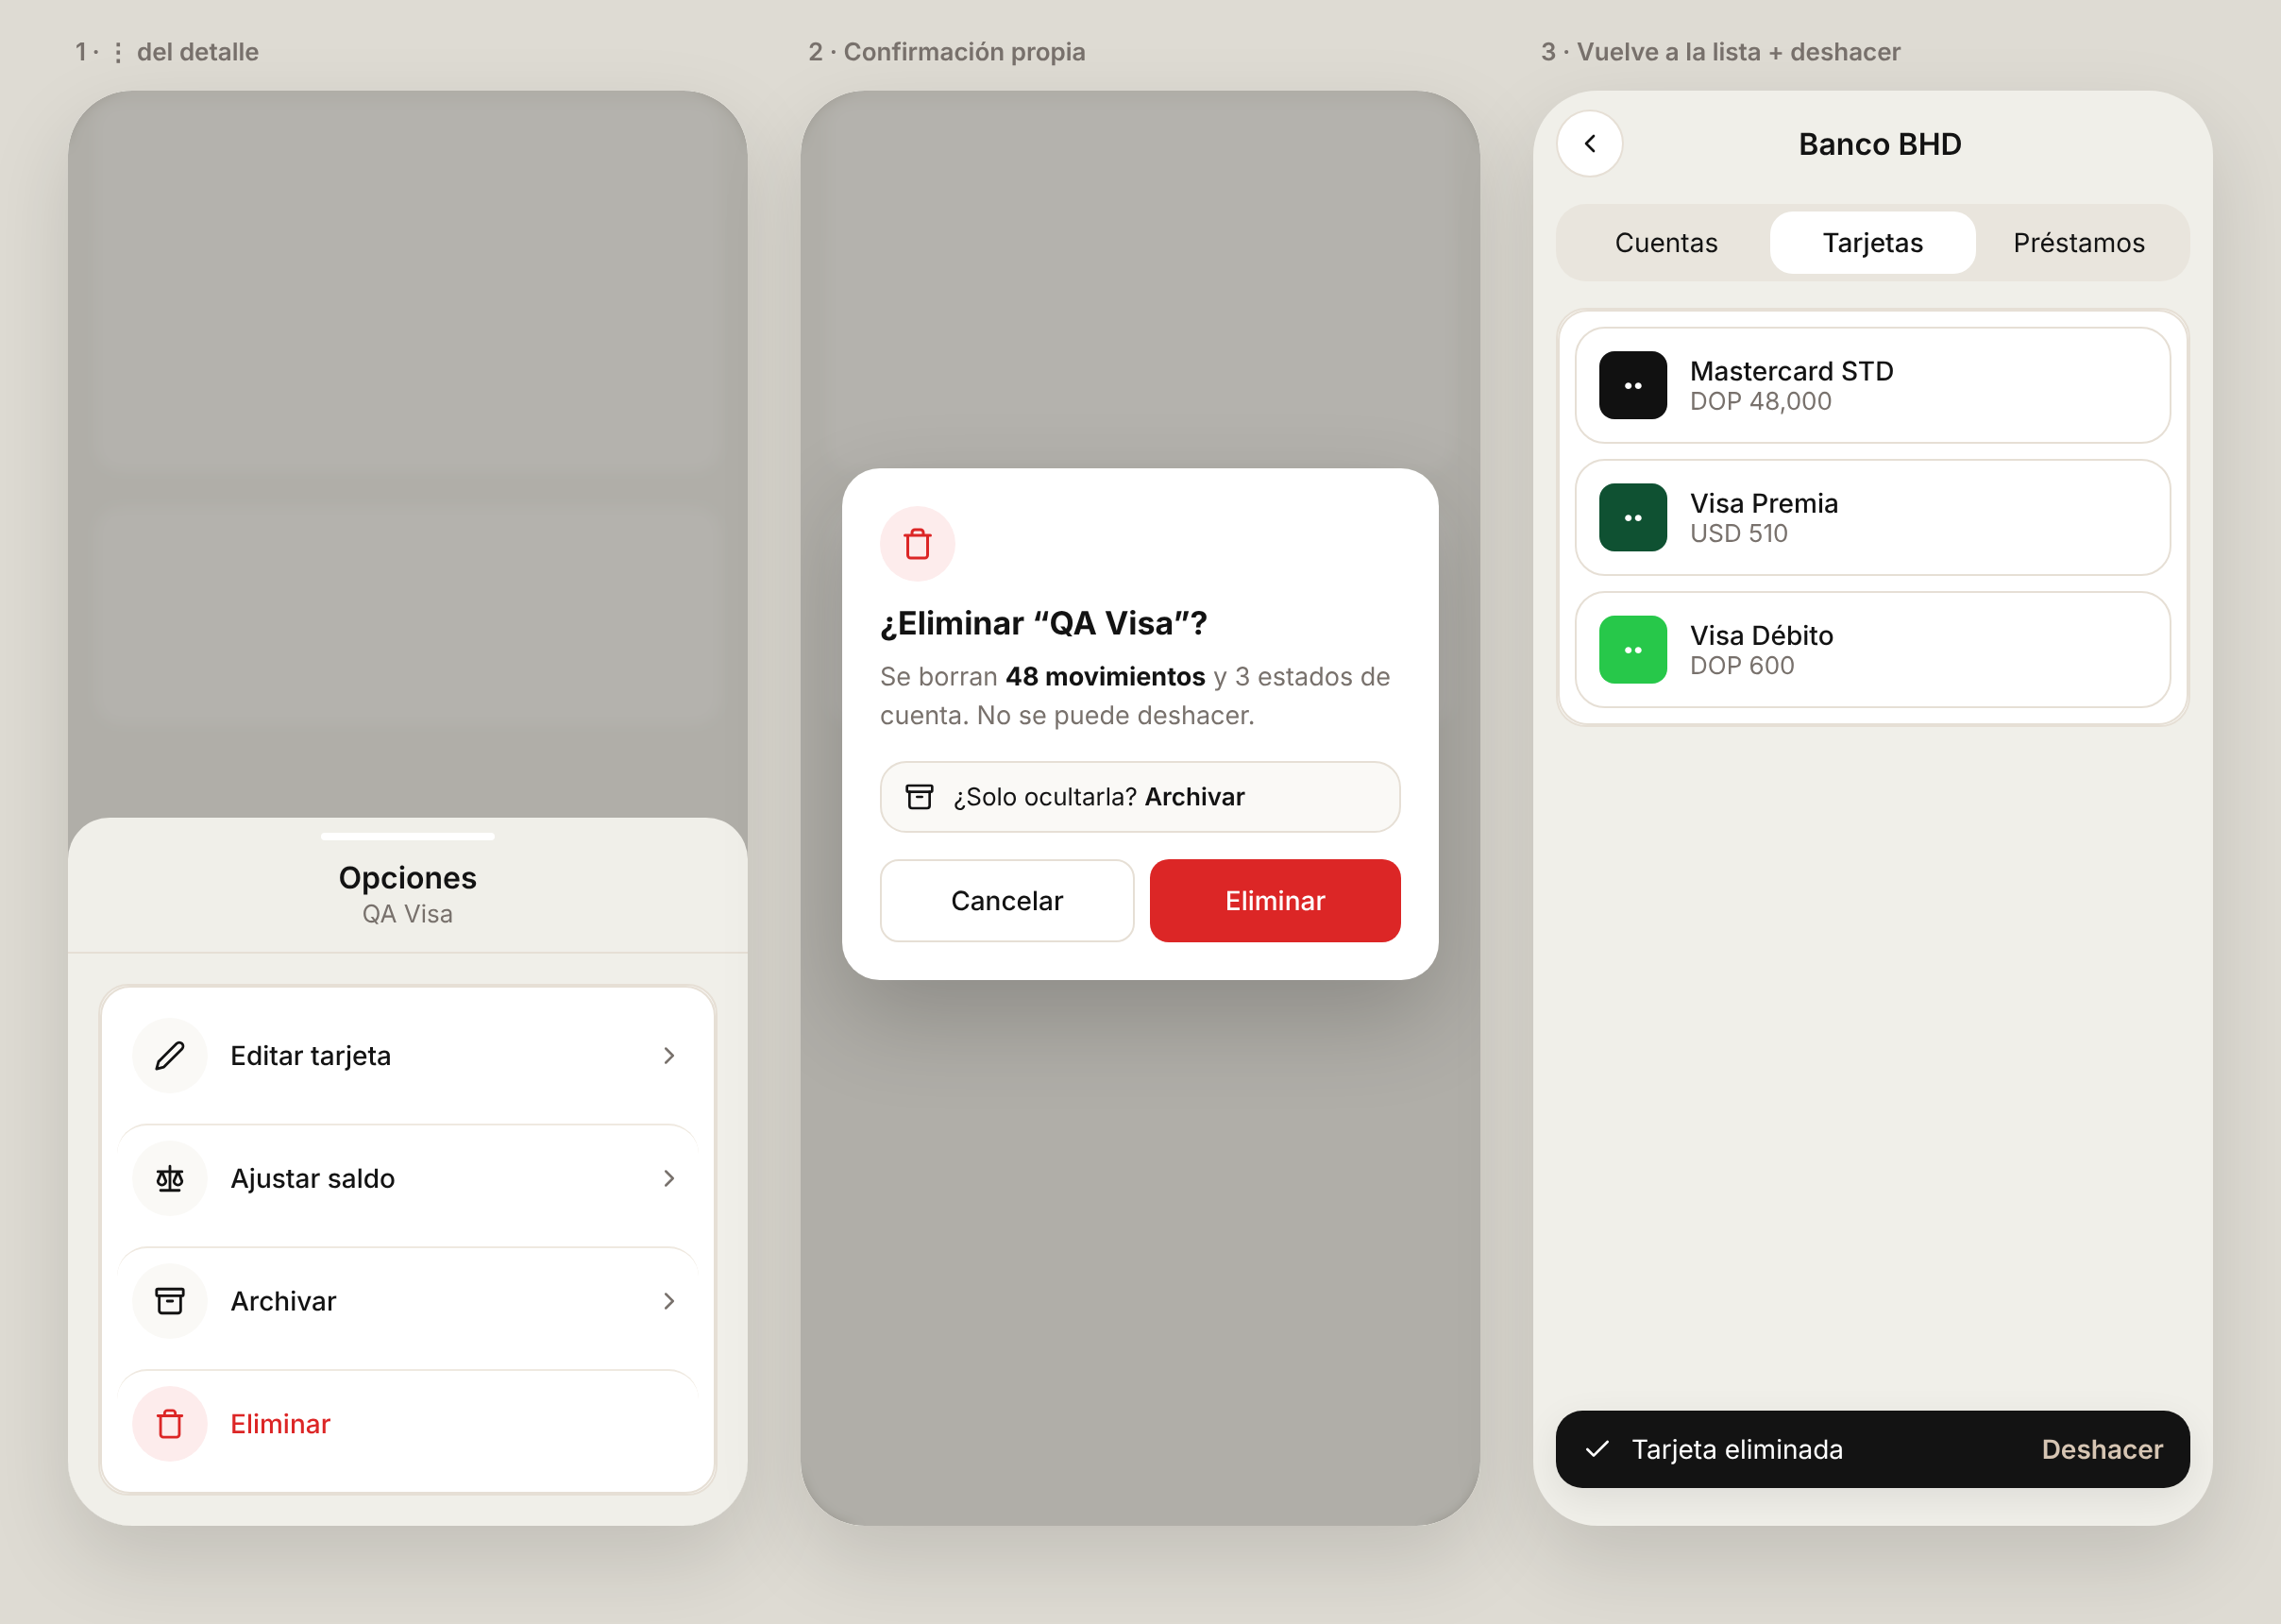 1 · ⋮ del detalle
Opciones
QA Visa
Editar tarjeta
Ajustar saldo
Archivar
Eliminar
2 · Confirmación propia
¿Eliminar “QA Visa”?
Se borran 48 movimientos y 3 estados de
cuenta. No se puede deshacer.
¿Solo ocultarla? Archivar
Cancelar
Eliminar
3 · Vuelve a la lista + deshacer
Banco BHD
Cuentas
Tarjetas
Préstamos
Mastercard STD
DOP 48,000
Visa Premia
USD 510
Visa Débito
DOP 600
Tarjeta eliminada
Deshacer